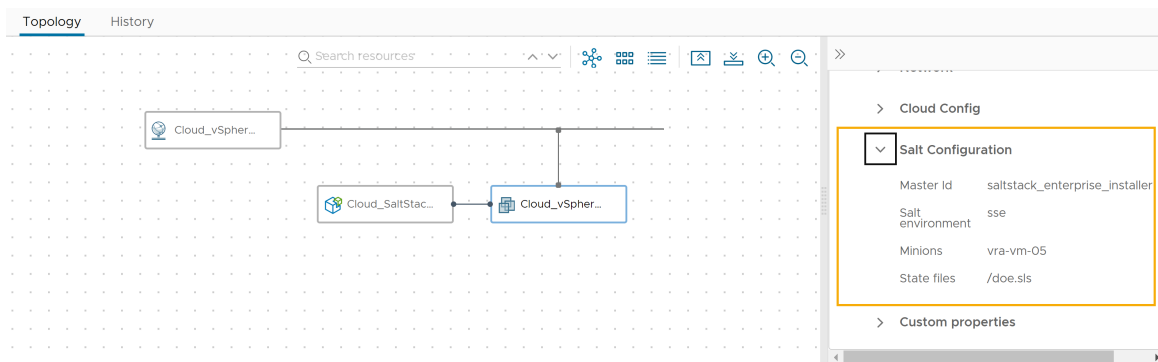 Topology History
Search resources
Cloud_vSpher...
Cloud_SaltStac... Cloud_vSpher...
Network
Cloud Config
Salt Configuration
Master Id saltstack_enterprise_installer
Salt environment sse
Minions vra-vm-05
State files /doe.sls
Custom properties